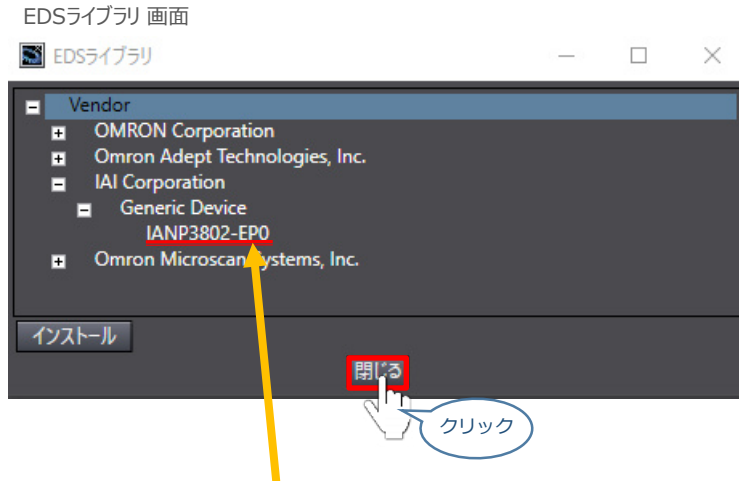 EDSライブラリ 画面
EDSライブラリ
Vendor
OMRON Corporation
Omron Adept Technologies, Inc.
IAI Corporation
Generic Device
IANP3802-EP0
Omron Microscan Systems, Inc.
インストール
閉じる
クリック